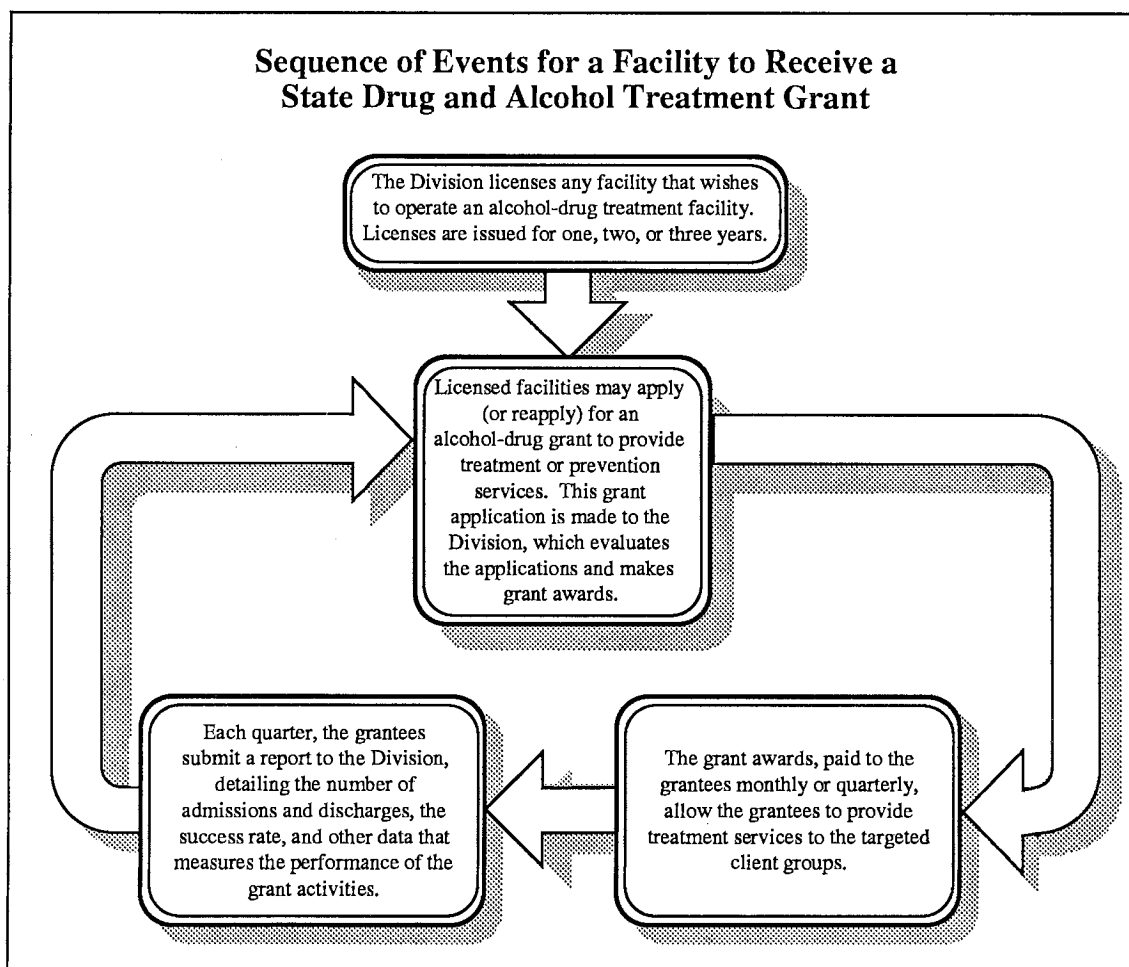 Sequence of Events for a Facility to Receive a
State Drug and Alcohol Treatment Grant
The Division licenses any facility that wishes
to operate an alcohol-drug treatment facility.
Licenses are issued for one, two, or three years.
Licensed facilities may apply
(or reapply) for an
alcohol-drug grant to provide
treatment or prevention
services. This grant
application is made to the
Division, which evaluates
the applications and makes
grant awards.
Each quarter, the grantees
submit a report to the Division,
detailing the number of
admissions and discharges, the
success rate, and other data that
measures the performance of the
grant activities.
The grant awards, paid to the
grantees monthly or quarterly,
allow the grantees to provide
treatment services to the targeted
client groups.